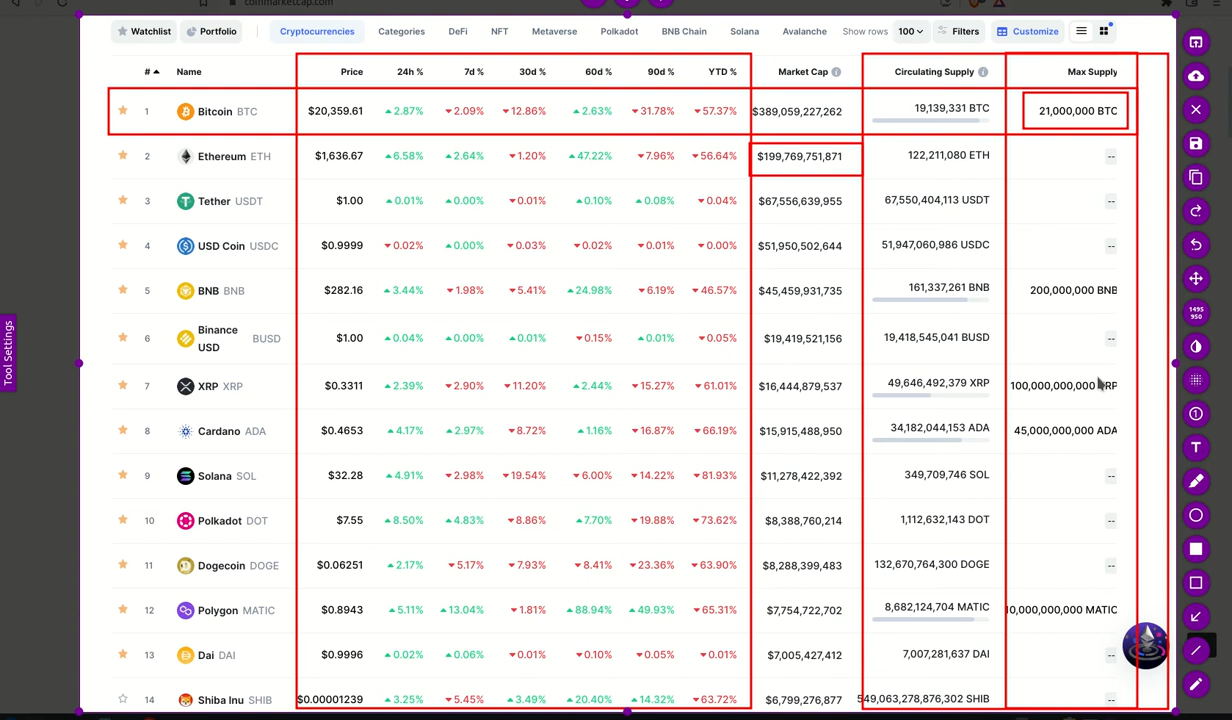 coinmarketcap.com
Watchlist Portfolio Cryptocurrencies Categories DeFi NFT Metaverse Polkadot BNB Chain Solana Avalanche Show rows 100 Filters Customize
# Name Price 24h % 7d % 30d % 60d % 90d % YTD % Market Cap Circulating Supply Max Supply
1 Bitcoin BTC $20,359.61 2.87% 2.09% 12.86% 2.63% 31.78% 57.37% $389,059,227,262 19,139,331 BTC 21,000,000 BTC
2 Ethereum ETH $1,636.67 6.58% 2.64% 1.20% 47.22% 7.96% 56.64% $199,769,751,871 122,211,080 ETH --
3 Tether USDT $1.00 0.01% 0.00% 0.01% 0.10% 0.08% 0.04% $67,556,639,955 67,550,404,113 USDT --
4 USD Coin USDC $0.9999 0.02% 0.00% 0.03% 0.02% 0.01% 0.00% $51,950,502,644 51,947,060,986 USDC --
5 BNB BNB $282.16 3.44% 1.98% 5.41% 24.98% 6.19% 46.57% $45,459,931,735 161,337,261 BNB 200,000,000 BNB
6 Binance USD BUSD $1.00 0.04% 0.00% 0.01% 0.15% 0.01% 0.05% $19,419,521,156 19,418,545,041 BUSD --
7 XRP XRP $0.3311 2.39% 2.90% 11.20% 2.44% 15.27% 61.01% $16,444,879,537 49,646,492,379 XRP 100,000,000,000 XRP
8 Cardano ADA $0.4653 4.17% 2.97% 8.72% 1.16% 16.87% 66.19% $15,915,488,950 34,182,044,153 ADA 45,000,000,000 ADA
9 Solana SOL $32.28 4.91% 2.98% 19.54% 6.00% 14.22% 81.93% $11,278,422,392 349,709,746 SOL --
10 Polkadot DOT $7.55 8.50% 4.83% 8.86% 7.70% 19.88% 73.62% $8,388,760,214 1,112,632,143 DOT --
11 Dogecoin DOGE $0.06251 2.17% 5.17% 7.93% 8.41% 23.36% 63.90% $8,288,399,483 132,670,764,300 DOGE --
12 Polygon MATIC $0.8943 5.11% 13.04% 1.81% 88.94% 49.93% 65.31% $7,754,722,702 8,682,124,704 MATIC 10,000,000,000 MATIC
13 Dai DAI $0.9996 0.02% 0.06% 0.01% 0.10% 0.05% 0.01% $7,005,427,412 7,007,281,637 DAI --
14 Shiba Inu SHIB $0.00001239 3.25% 5.45% 3.49% 20.40% 14.32% 63.72% $6,799,276,877 549,063,278,876,302 SHIB --
Tool Settings
1495
950
1
T